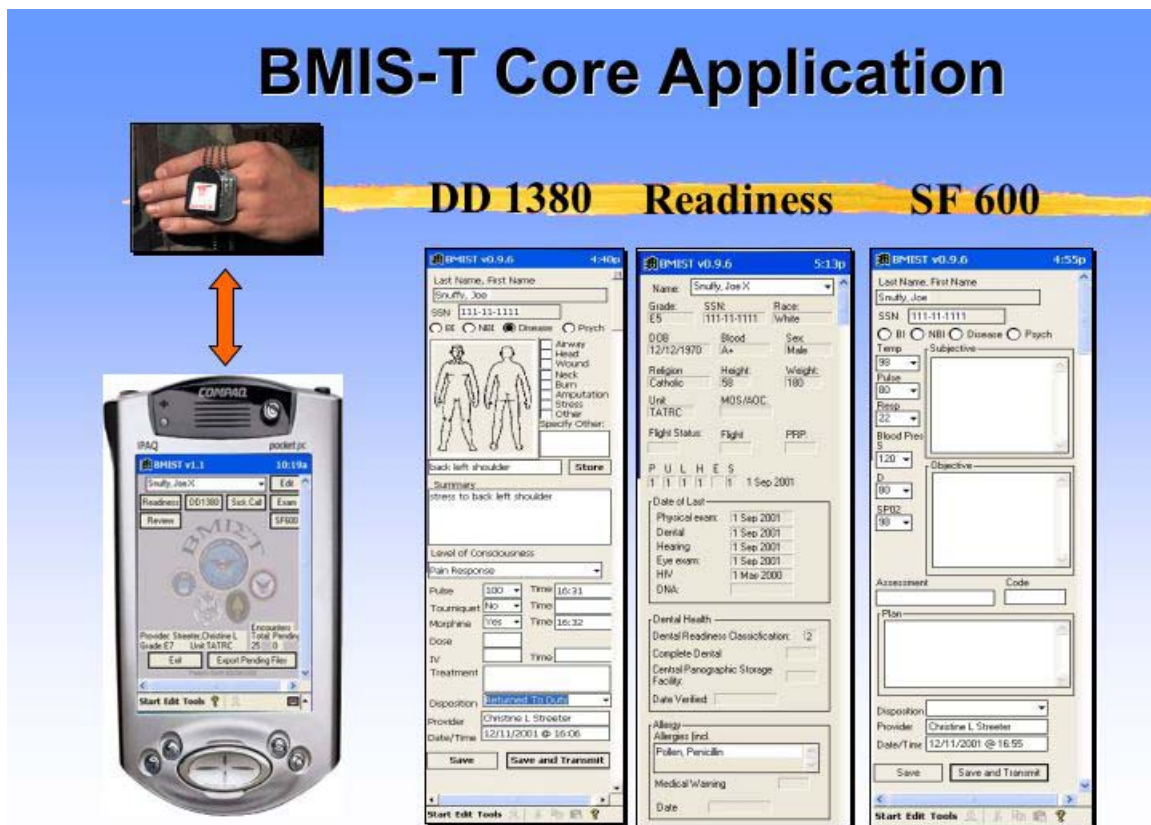 BMIS-T Core Application
DD 1380
Readiness
SF 600
COMPAQ
iPAQ pocket pc
BMIST v1.1 10:19a
Snuffy, Joe X Edit
Readiness DD1380 Sick Call Exam
Review SF600
BMIST
Encounters
Provider: Streeter, Christine L Total Pending
Grade E7 Unit TATRC 25 0
Exit Export Pending Files
Start Edit Tools
BMIST v0.9.6 4:40p
Last Name, First Name
Snuffy, Joe
SSN 111-11-1111
BI NBI Disease Psych
Airway
Head
Wound
Neck
Burn
Amputation
Stress
Other
Specify Other:
back left shoulder Store
Summary
stress to back left shoulder
Level of Consciousness
Pain Response
Pulse 100 Time 16:31
Tourniquet No Time
Morphine Yes Time 16:32
Dose
IV Time
Treatment
Disposition Returned To Duty
Provider Christine L Streeter
Date/Time 12/11/2001 @ 16:06
Save Save and Transmit
Start Edit Tools
BMIST v0.9.6 5:13p
Name: Snuffy, Joe X
Grade: SSN: Race:
E5 111-11-1111 White
DOB Blood Sex
12/12/1970 A+ Male
Religion Height: Weight:
Catholic 58 180
Unit MOS/AOC
TATRC
Flight Status: Flight PRP:
P U L H E S
1 1 1 1 1 1 1 Sep 2001
Date of Last
Physical exam: 1 Sep 2001
Dental 1 Sep 2001
Hearing 1 Sep 2001
Eye exam: 1 Sep 2001
HIV 1 Mae 2000
DNA:
Dental Health
Dental Readiness Classictication: 2
Complete Dental
Central Panographic Storage
Facility:
Date Verified:
Allergy
Allergies (incl.
Pollen, Penicillin
Medical Warning
Date
BMIST v0.9.6 4:55p
Last Name, First Name
Snuffy, Joe
SSN 111-11-1111
BI NBI Disease Psych
Temp Subjective
98
Pulse
80
Resp
22
Blood Pres
S
120 Objective
D
80
SPO2
98
Assessment Code
Plan
Disposition
Provider Christine L Streeter
Date/Time 12/11/2001 @ 16:55
Save Save and Transmit
Start Edit Tools